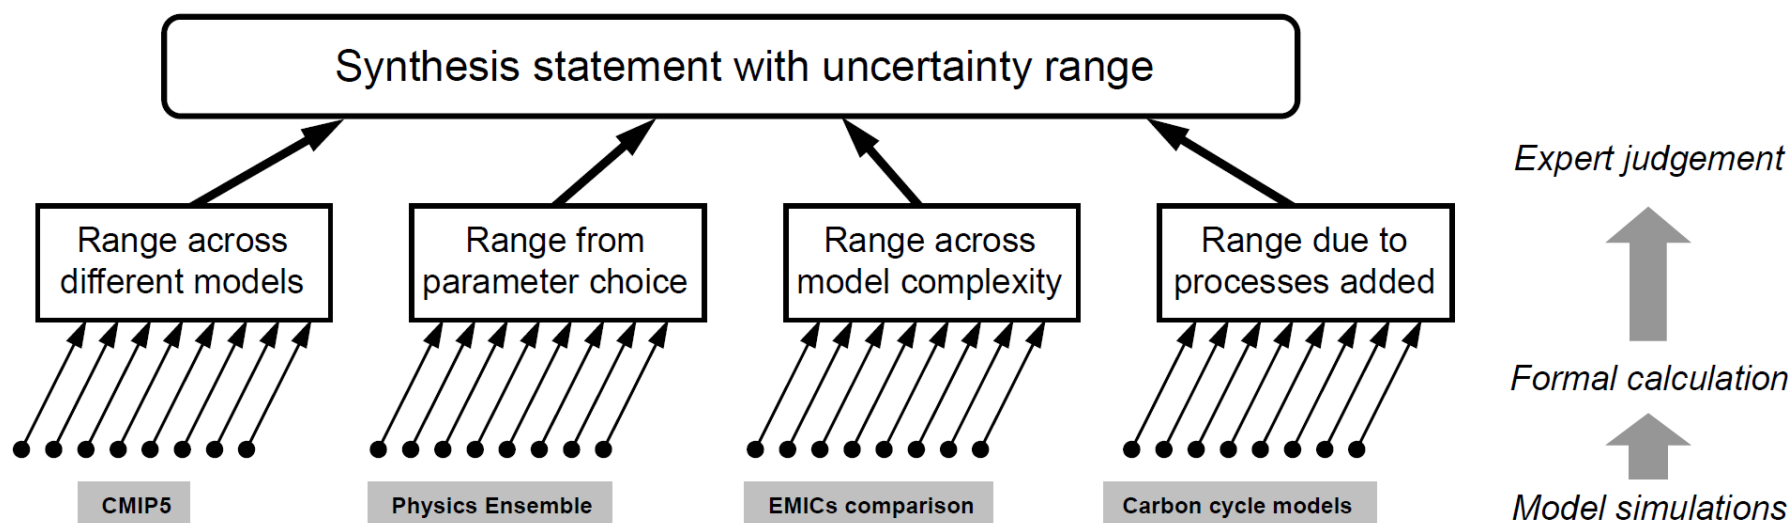 Synthesis statement with uncertainty range
Expert judgement
Range across
different models
Range from
parameter choice
Range across
model complexity
Range due to
processes added
Formal calculation
CMIP5
Physics Ensemble
EMICs comparison
Carbon cycle models
Model simulations